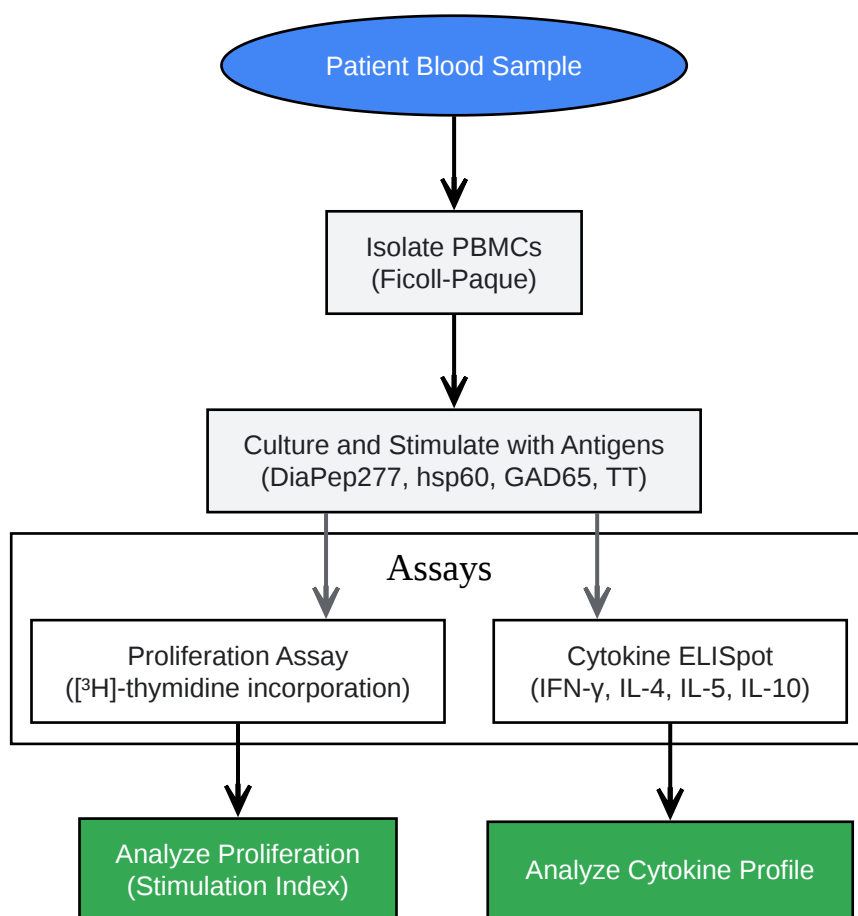 Patient Blood Sample
Isolate PBMCs
(Ficoll-Paque)
Culture and Stimulate with Antigens
(DiaPep277, hsp60, GAD65, TT)
Assays
Proliferation Assay
([³H]-thymidine incorporation)
Cytokine ELISpot
(IFN-γ, IL-4, IL-5, IL-10)
Analyze Proliferation
(Stimulation Index)
Analyze Cytokine Profile